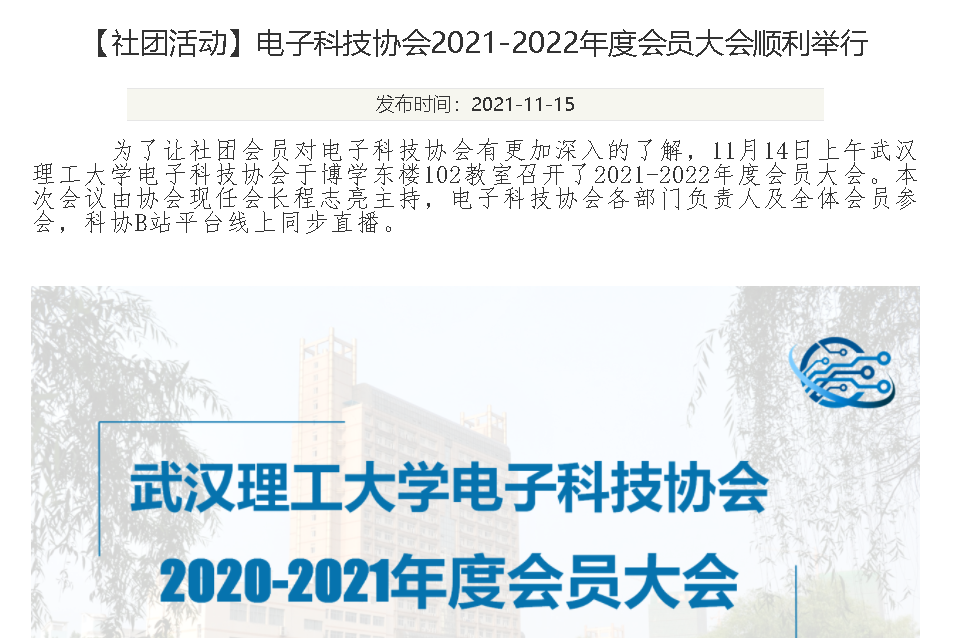 【社团活动】电子科技协会2021-2022年度会员大会顺利举行
发布时间：2021-11-15
为了让社团会员对电子科技协会有更加深入的了解，11月14日上午武汉
理工大学电子科技协会于博学东楼102教室召开了2021-2022年度会员大会。本
次会议由协会现任会长程志亮主持，电子科技协会各部门负责人及全体会员参
会，科协B站平台线上同步直播。
武汉理工大学电子科技协会
2020-2021年度会员大会